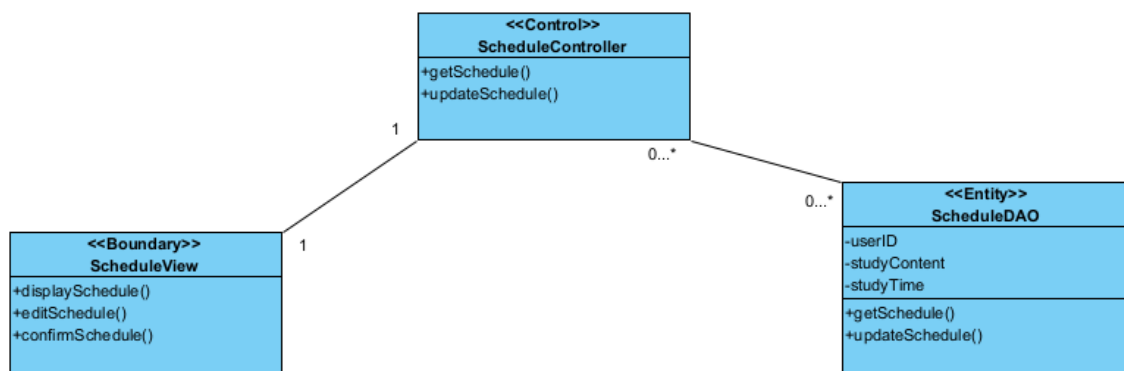 <<Control>>
ScheduleController
+getSchedule()
+updateSchedule()
1
0...*
0...*
<<Entity>>
ScheduleDAO
-userID
-studyContent
-studyTime
+getSchedule()
+updateSchedule()
1
<<Boundary>>
ScheduleView
+displaySchedule()
+editSchedule()
+confirmSchedule()